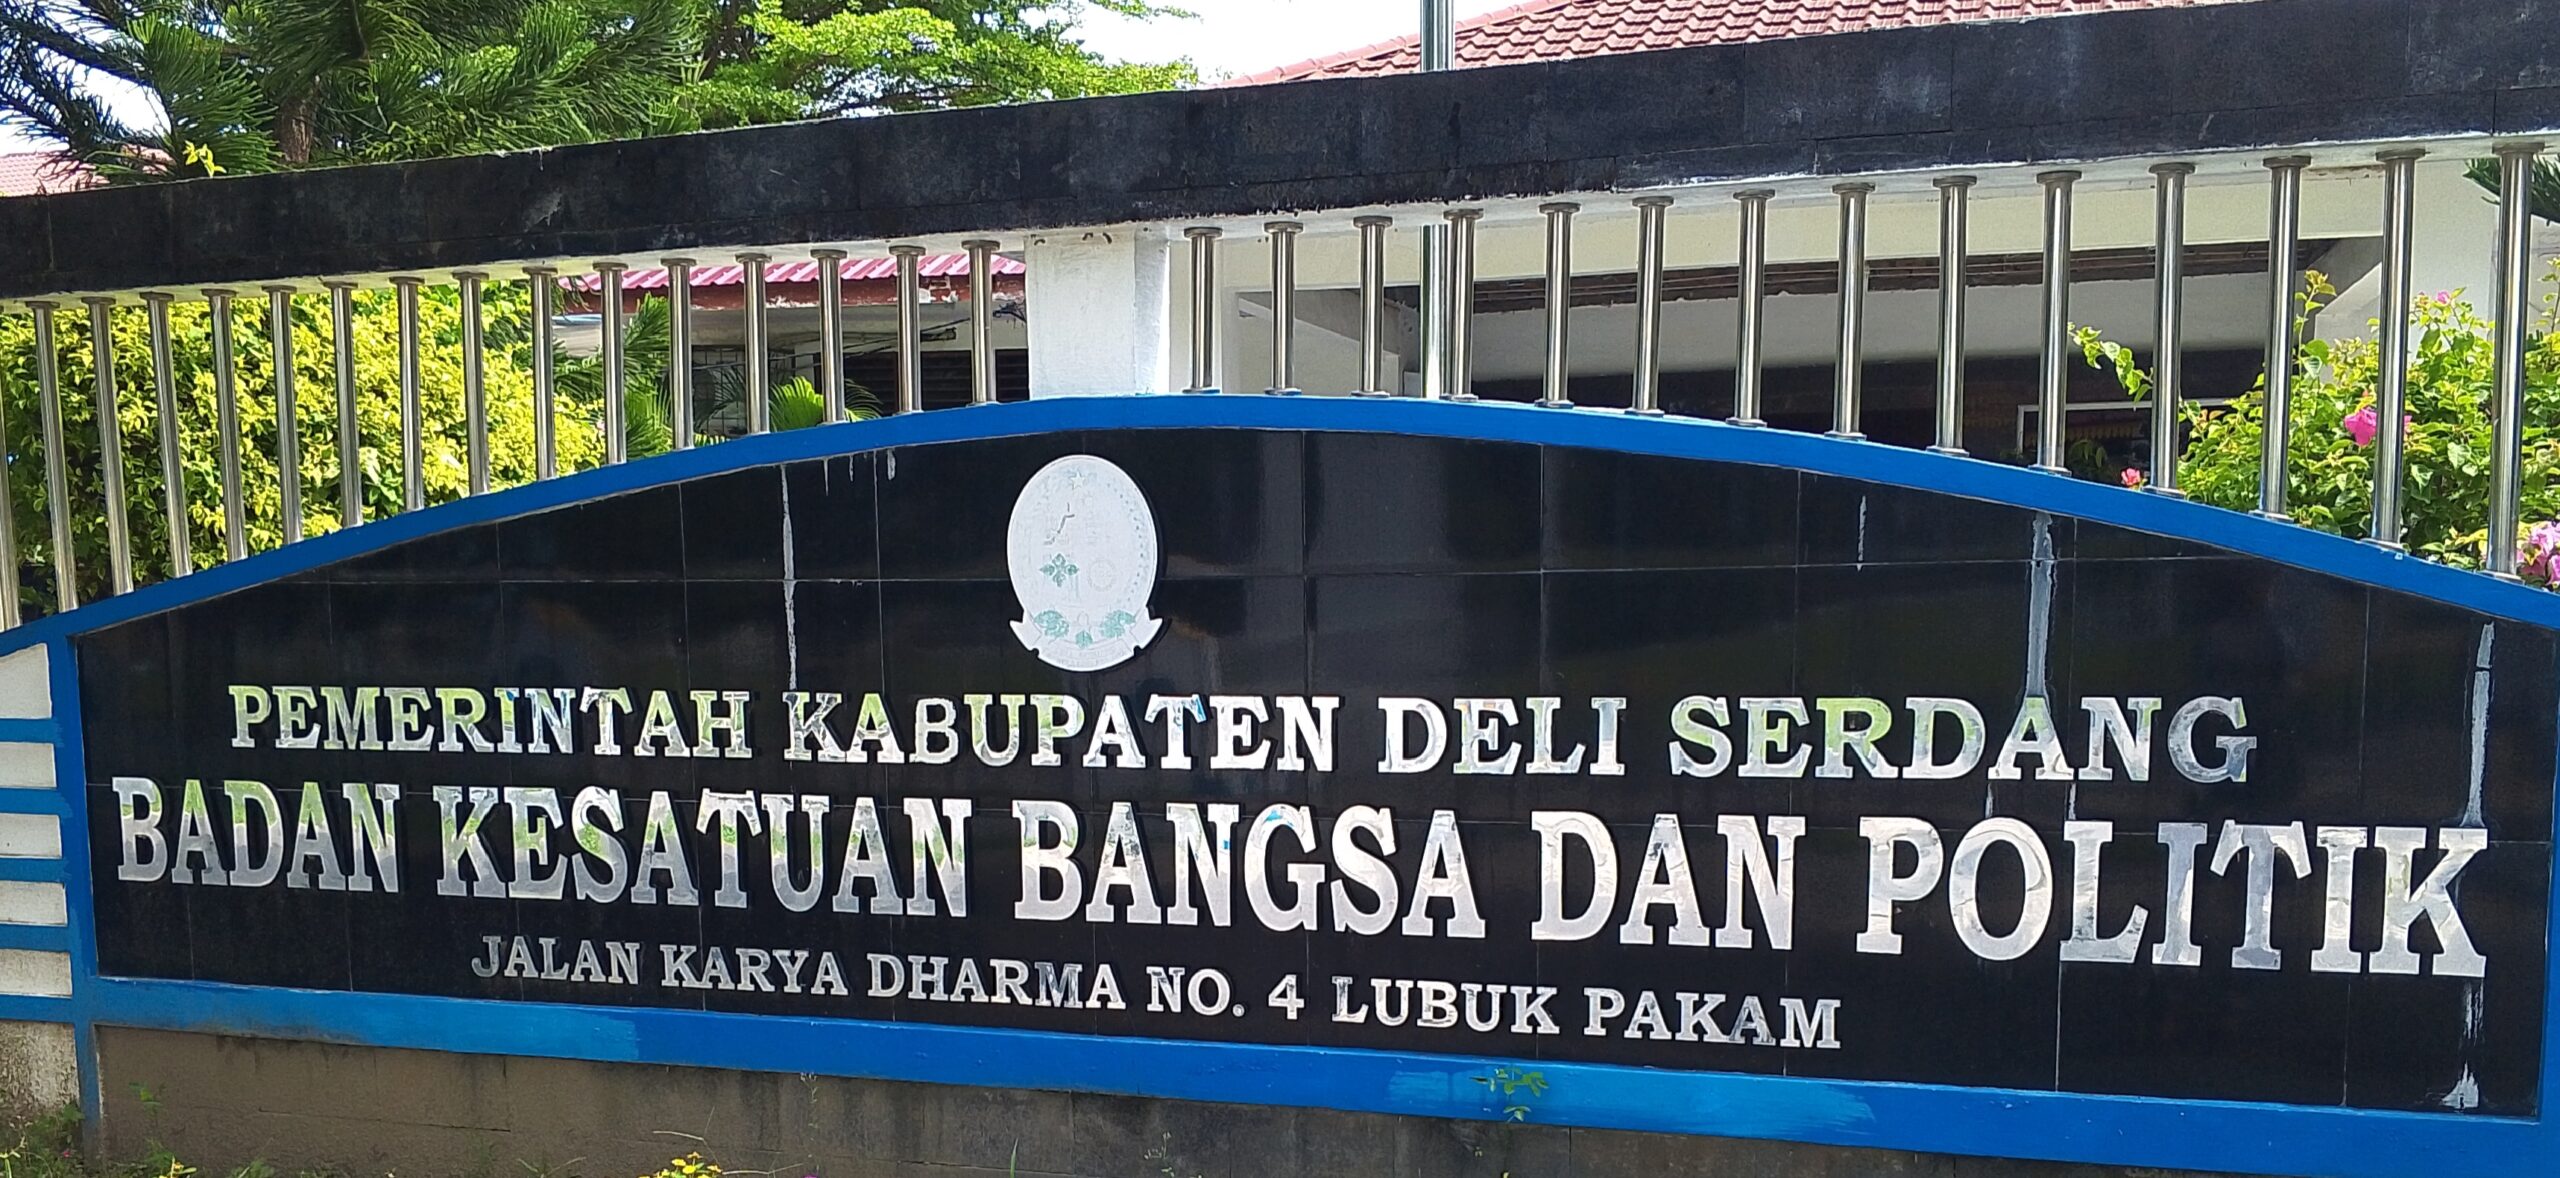 PEMERINTAH KABUPATEN DELI SERDANG
BADAN KESATUAN BANGSA DAN POLITIK
JALAN KARYA DHARMA NO. 4 LUBUK PAKAM